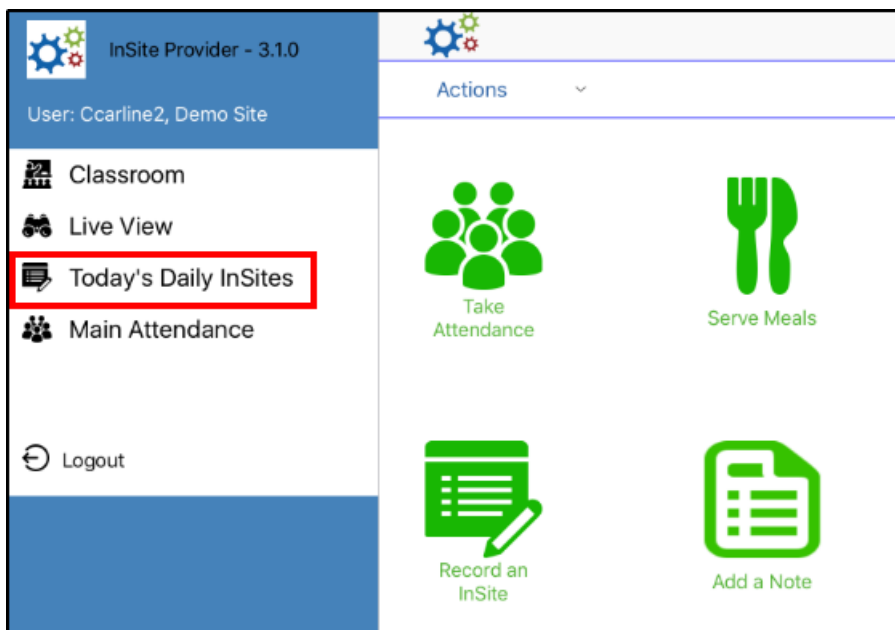 InSite Provider - 3.1.0
User: Ccarline2, Demo Site
Classroom
Live View
Today's Daily InSites
Main Attendance
Logout
Actions
Take
Attendance
Serve Meals
Record an
InSite
Add a Note